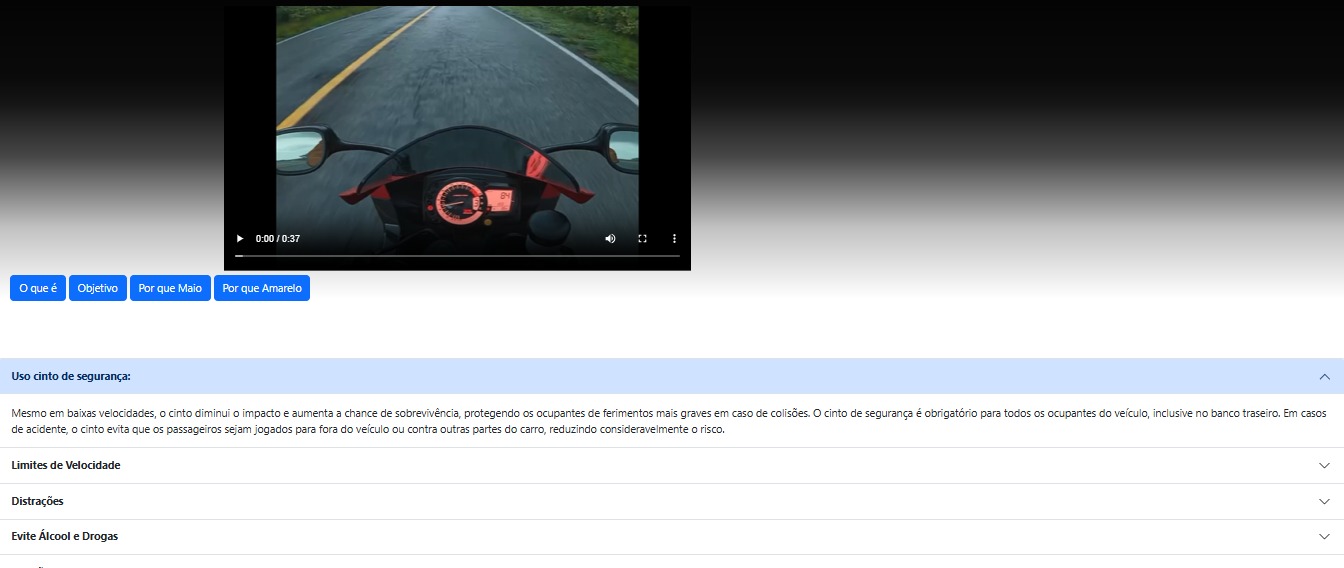 0:00 / 0:37
O que é
Objetivo
Por que Maio
Por que Amarelo
Uso cinto de segurança:
Mesmo em baixas velocidades, o cinto diminui o impacto e aumenta a chance de sobrevivência, protegendo os ocupantes de ferimentos mais graves em caso de colisões. O cinto de segurança é obrigatório para todos os ocupantes do veículo, inclusive no banco traseiro. Em casos
de acidente, o cinto evita que os passageiros sejam jogados para fora do veículo ou contra outras partes do carro, reduzindo consideravelmente o risco.
Limites de Velocidade
Distrações
Evite Álcool e Drogas